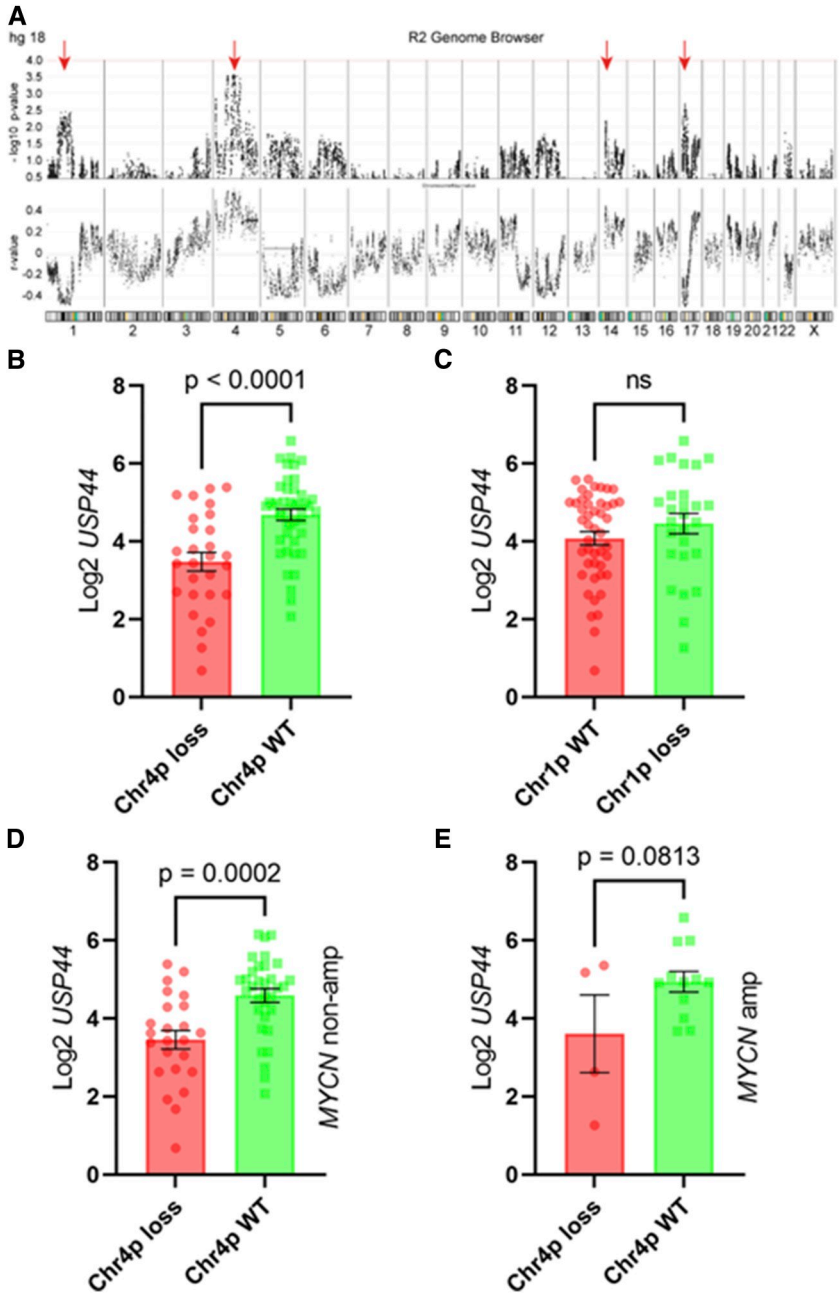 A
hg 18
R2 Genome Browser
- log10 p-value
4.0
3.5
3.0
2.5
2.0
1.5
1.0
0.5
r-value
0.4
0.2
0
-0.2
-0.4
1 2 3 4 5 6 7 8 9 10 11 12 13 14 15 16 17 18 19 20 21 22 X
B
p < 0.0001
Log2 USP44
8
6
4
2
0
Chr4p loss
Chr4p WT
C
ns
Log2 USP44
8
6
4
2
0
Chr1p WT
Chr1p loss
D
p = 0.0002
Log2 USP44
8
6
4
2
0
MYCN non-amp
Chr4p loss
Chr4p WT
E
p = 0.0813
Log2 USP44
8
6
4
2
0
MYCN amp
Chr4p loss
Chr4p WT